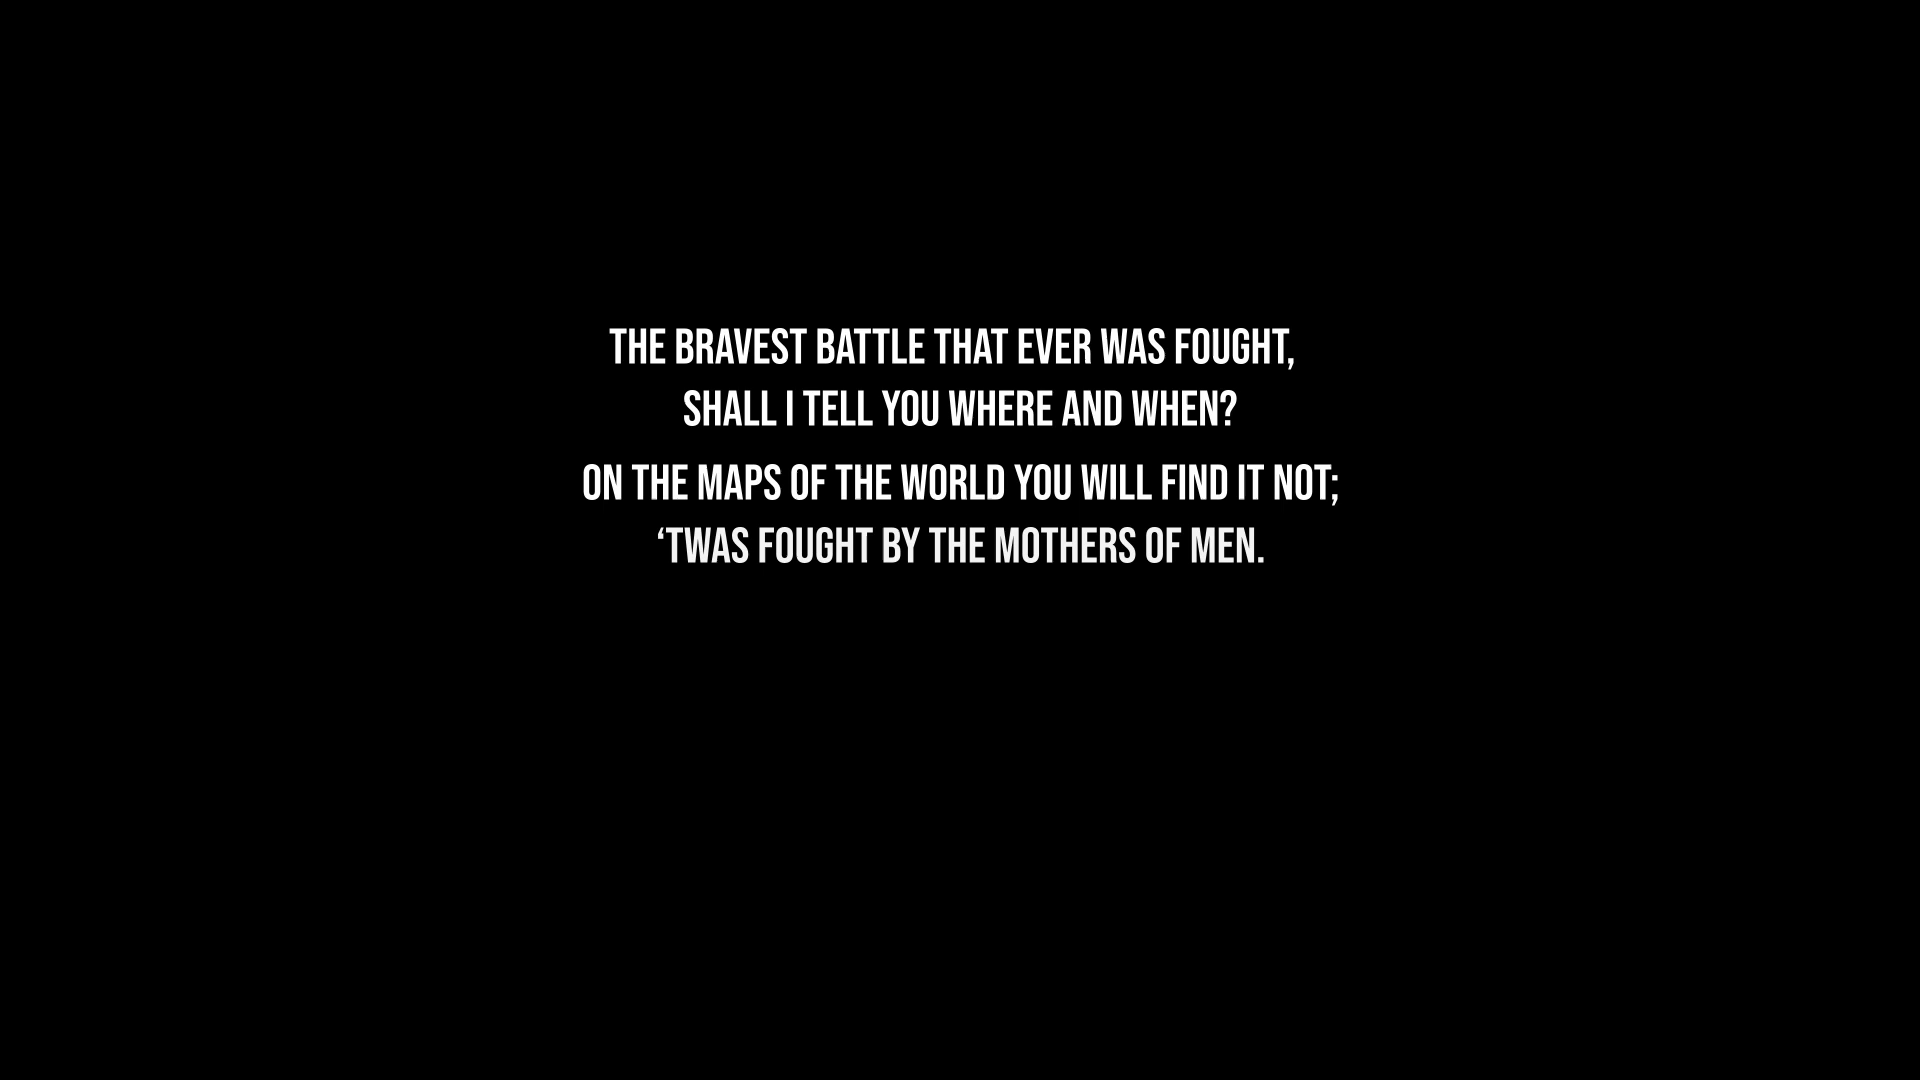 THE BRAVEST BATTLE THAT EVER WAS FOUGHT,
SHALL I TELL YOU WHERE AND WHEN?
ON THE MAPS OF THE WORLD YOU WILL FIND IT NOT;
‘TWAS FOUGHT BY THE MOTHERS OF MEN.